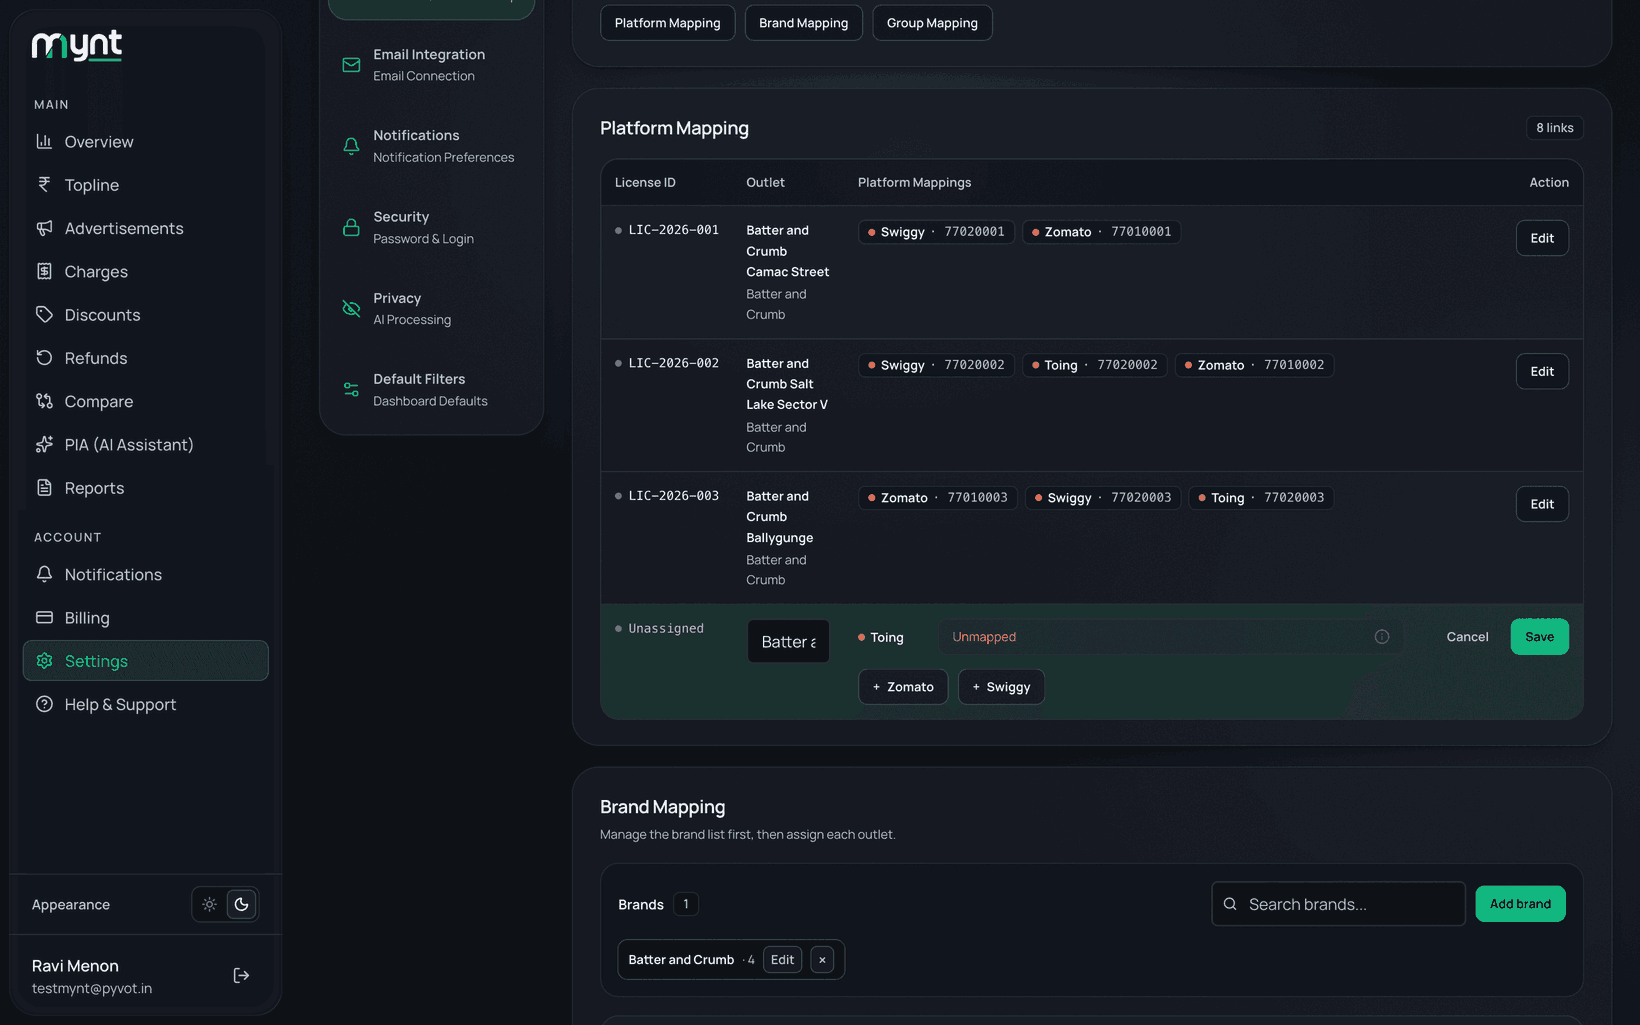 mynt
MAIN
Overview
Topline
Advertisements
Charges
Discounts
Refunds
Compare
PIA (AI Assistant)
Reports
ACCOUNT
Notifications
Billing
Settings
Help & Support
Appearance
Ravi Menon
testmynt@pyvot.in
Email Integration
Email Connection
Notifications
Notification Preferences
Security
Password & Login
Privacy
AI Processing
Default Filters
Dashboard Defaults
Platform Mapping
Brand Mapping
Group Mapping
Platform Mapping
8 links
License ID Outlet Platform Mappings Action
LIC-2026-001
Batter and
Crumb
Camac Street
Batter and
Crumb
Swiggy · 77020001
Zomato · 77010001
Edit
LIC-2026-002
Batter and
Crumb Salt
Lake Sector V
Batter and
Crumb
Swiggy · 77020002
Toing · 77020002
Zomato · 77010002
Edit
LIC-2026-003
Batter and
Crumb
Ballygunge
Batter and
Crumb
Zomato · 77010003
Swiggy · 77020003
Toing · 77020003
Edit
Unassigned
Batter
Toing
Unmapped
Cancel
Save
+ Zomato
+ Swiggy
Brand Mapping
Manage the brand list first, then assign each outlet.
Brands 1
Search brands...
Add brand
Batter and Crumb · 4 Edit ×